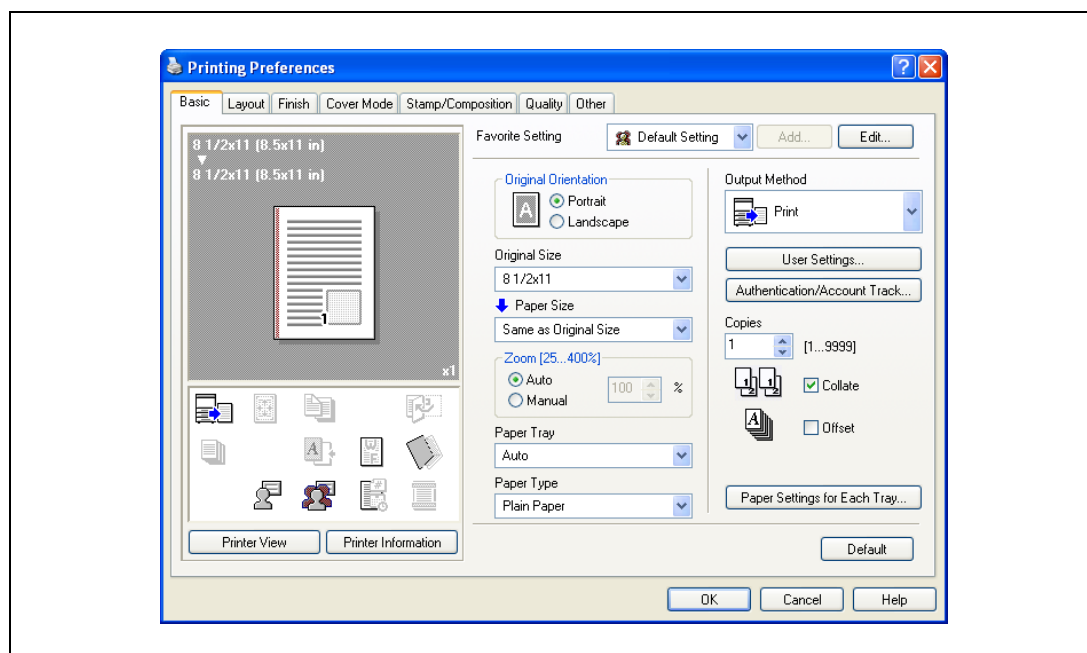 Printing Preferences
Basic Layout Finish Cover Mode Stamp/Composition Quality Other
8 1/2x11 (8.5x11 in)
8 1/2x11 (8.5x11 in)
1
x1
Printer View Printer Information
Favorite Setting Default Setting Add... Edit...
Original Orientation
A Portrait
Landscape
Original Size
8 1/2x11
Paper Size
Same as Original Size
Zoom [25...400%]
Auto 100 %
Manual
Paper Tray
Auto
Paper Type
Plain Paper
Output Method
Print
User Settings...
Authentication/Account Track...
Copies
1 [1...9999]
Collate
Offset
Paper Settings for Each Tray...
Default
OK Cancel Help